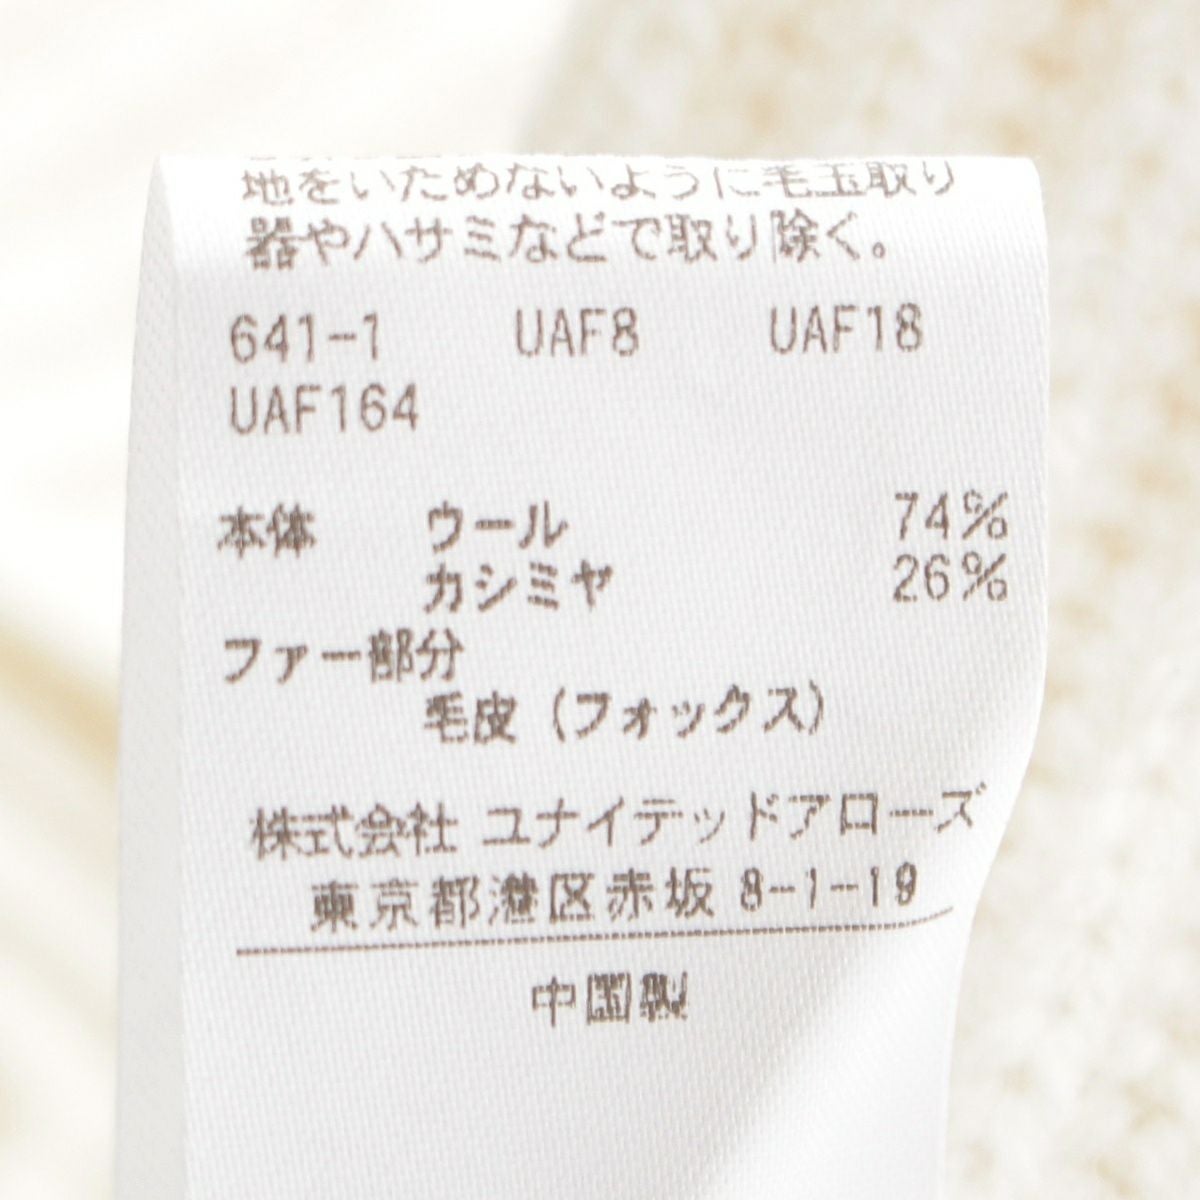 地をいためないように毛玉取り
器やハサミなどで取り除く。
641-1 UAF8 UAF18
UAF164
本体 ウール 74%
カシミヤ 26%
ファー部分
毛皮(フォックス)
株式会社 ユナイテッドアローズ
東京都港区赤坂 8-1-19
中国製